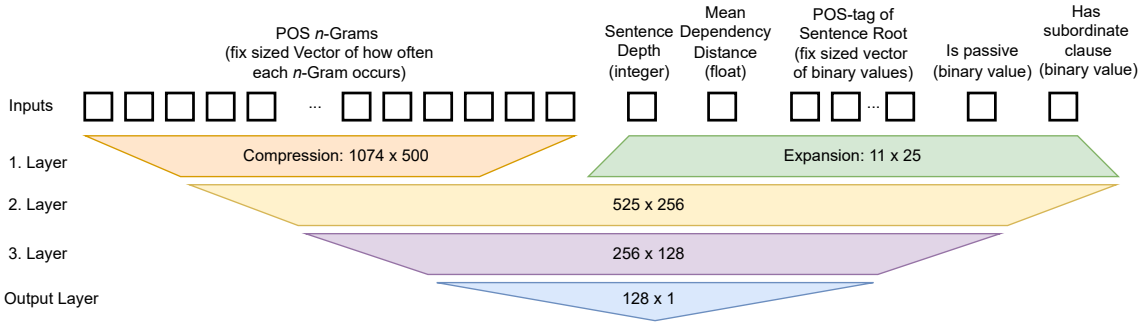 POS n-Grams
(fix sized Vector of how often
each n-Gram occurs)
Sentence
Depth
(integer)
Mean
Dependency
Distance
(float)
POS-tag of
Sentence Root
(fix sized vector
of binary values)
Is passive
(binary value)
Has
subordinate
clause
(binary value)
Inputs
...
...
1. Layer
Compression: 1074 x 500
Expansion: 11 x 25
2. Layer
525 x 256
3. Layer
256 x 128
Output Layer
128 x 1